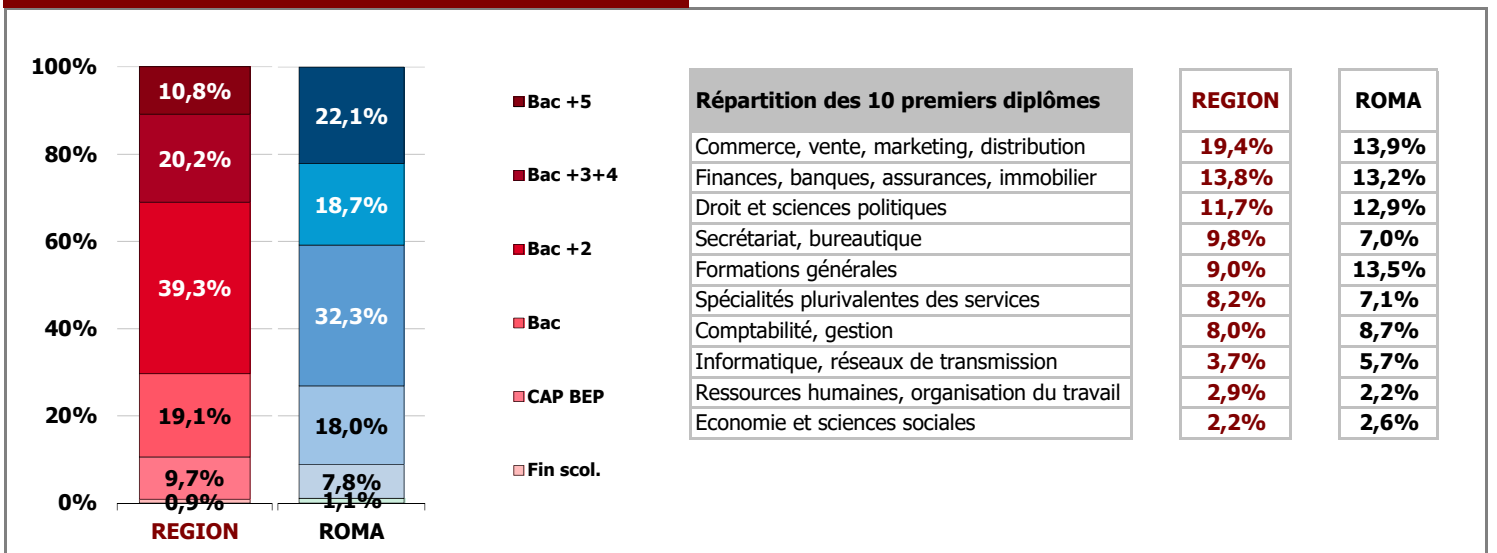 100%
80%
60%
40%
20%
0%
10,8%
20,2%
39,3%
19,1%
9,7%
0,9%
REGION
22,1%
18,7%
32,3%
18,0%
7,8%
1,1%
ROMA
Bac +5
Bac +3+4
Bac +2
Bac
CAP BEP
Fin scol.
Répartition des 10 premiers diplômes REGION ROMA
Commerce, vente, marketing, distribution 19,4% 13,9%
Finances, banques, assurances, immobilier 13,8% 13,2%
Droit et sciences politiques 11,7% 12,9%
Secrétariat, bureautique 9,8% 7,0%
Formations générales 9,0% 13,5%
Spécialités plurivalentes des services 8,2% 7,1%
Comptabilité, gestion 8,0% 8,7%
Informatique, réseaux de transmission 3,7% 5,7%
Ressources humaines, organisation du travail 2,9% 2,2%
Economie et sciences sociales 2,2% 2,6%